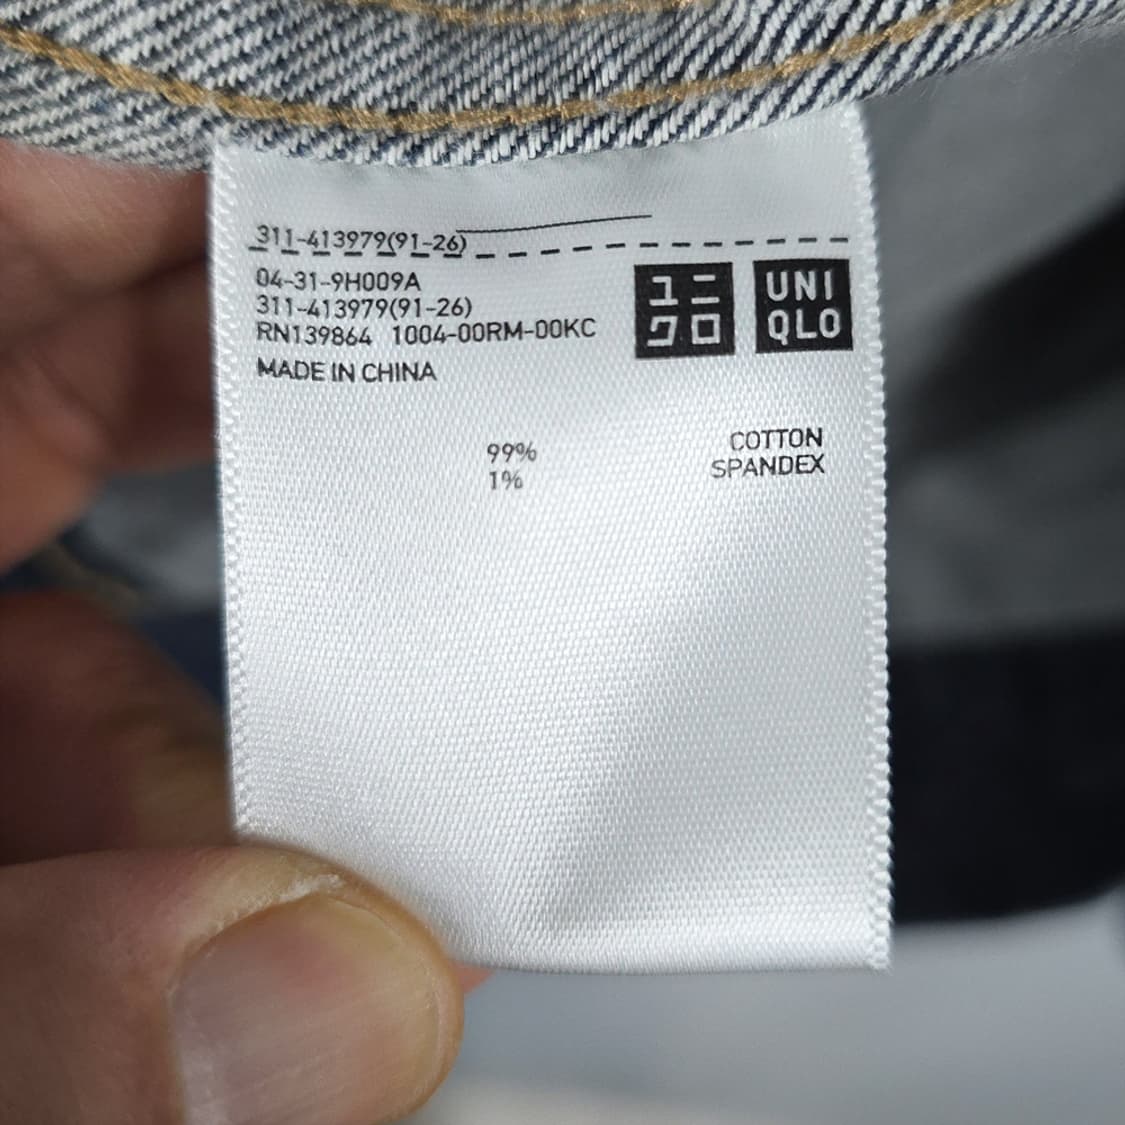 311-413979(91-26)
04-31-9H009A
311-413979(91-26)
RN139864 1004-00RM-00KC
MADE IN CHINA
ユニ
クロ
UNI
QLO
99% COTTON
1% SPANDEX